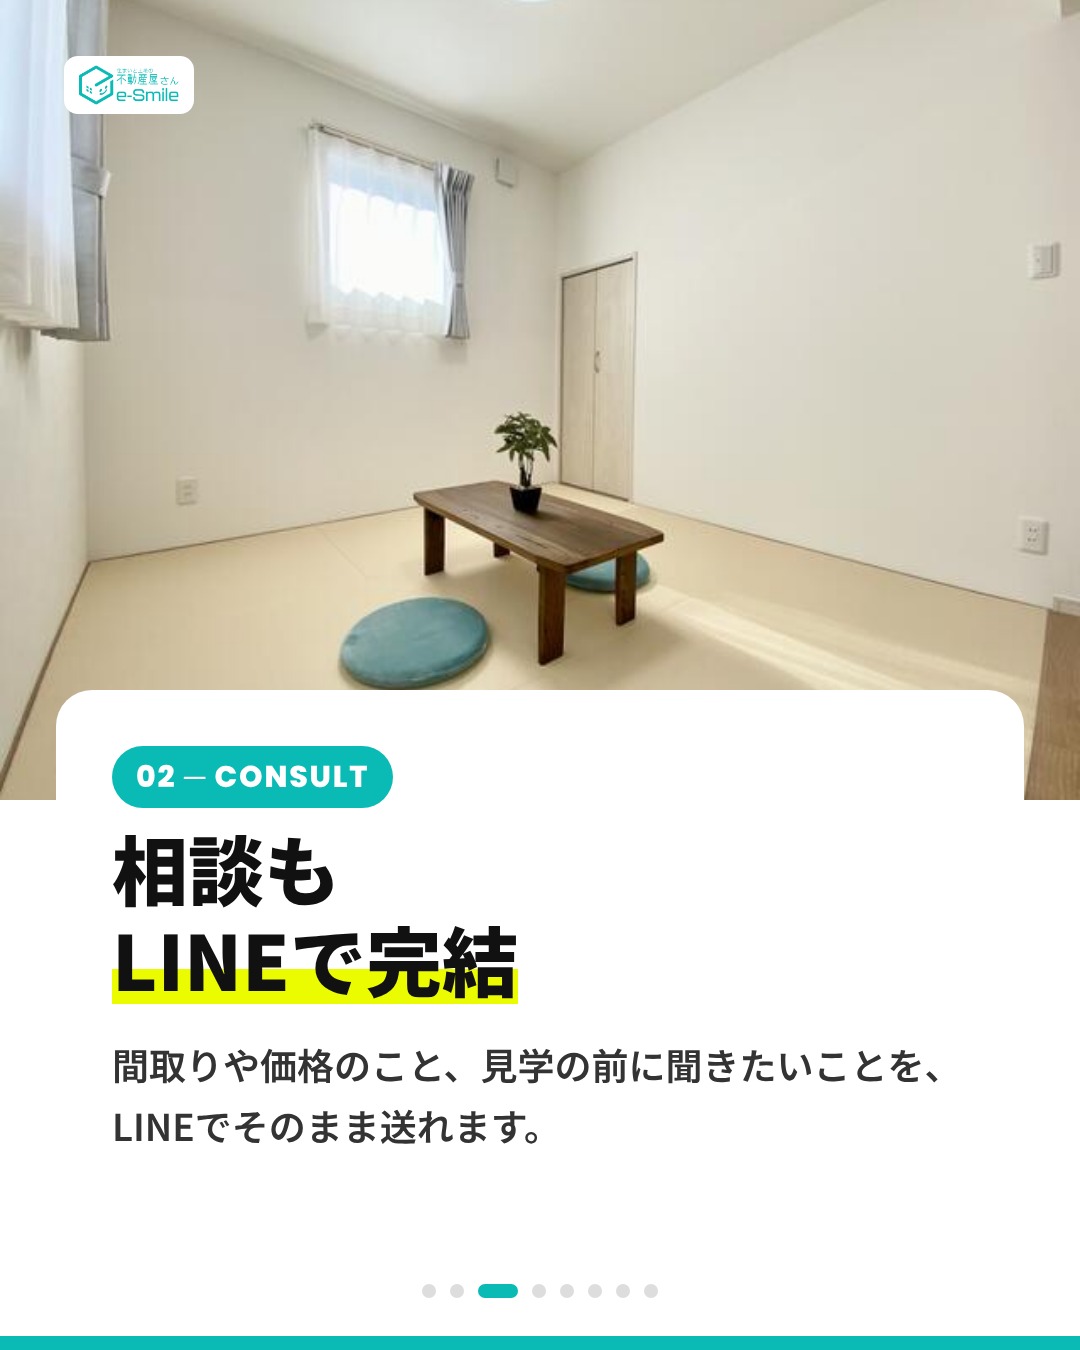 不動産屋さん
e-Smile
02 — CONSULT
相談も
LINEで完結
間取りや価格のこと、見学の前に聞きたいことを、
LINEでそのまま送れます。